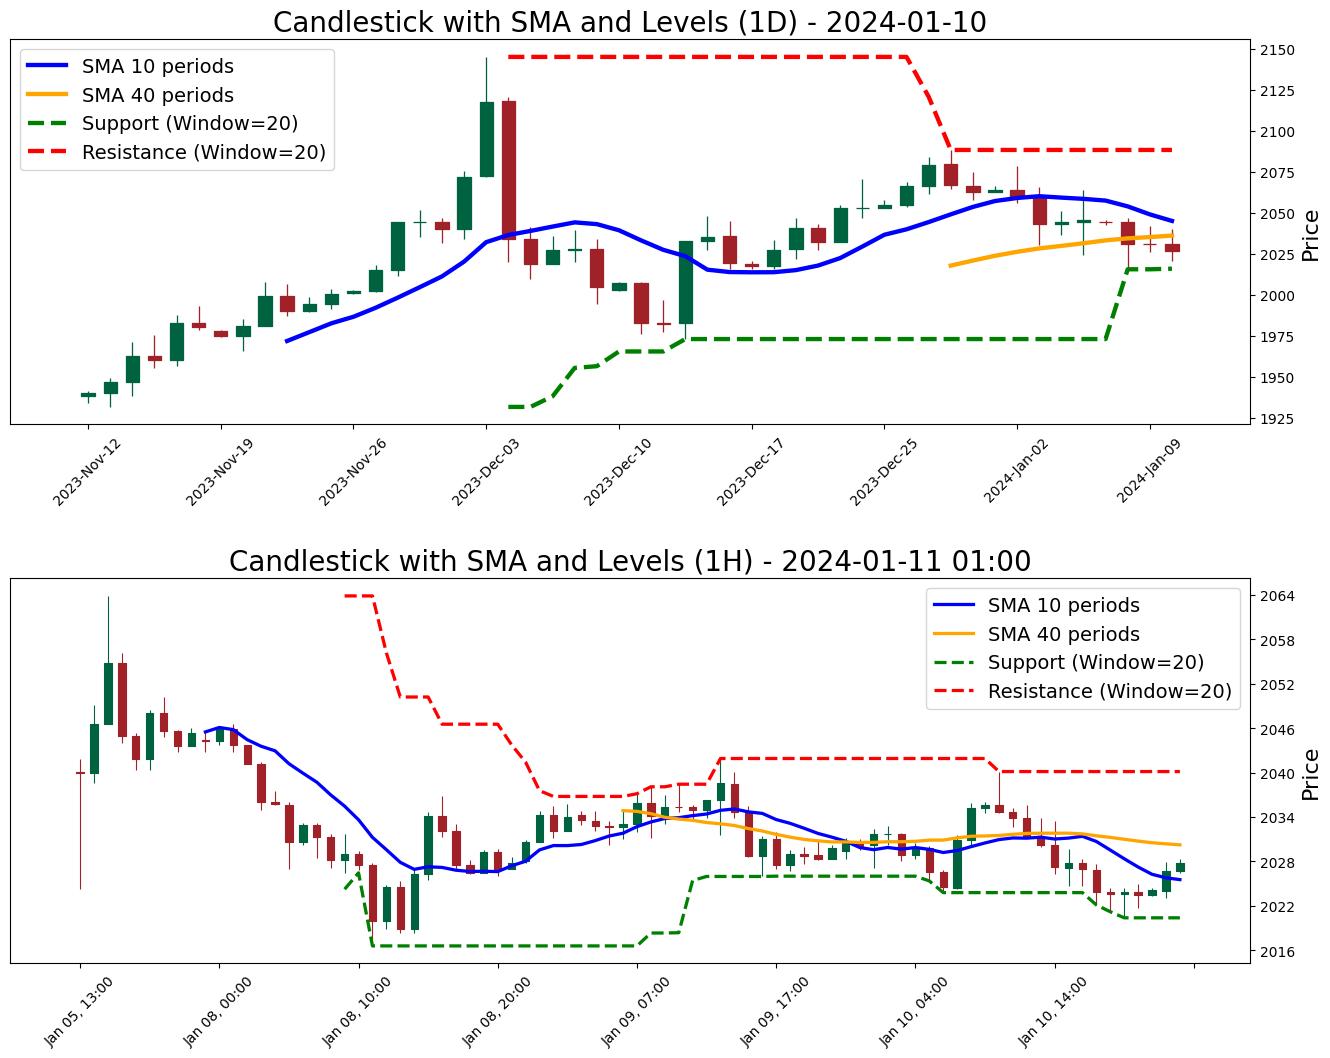 Candlestick with SMA and Levels (1D) - 2024-01-10
SMA 10 periods
SMA 40 periods
Support (Window=20)
Resistance (Window=20)
2150
2125
2100
2075
2050
2025
2000
1975
1950
1925
Price
2023-Nov-12
2023-Nov-19
2023-Nov-26
2023-Dec-03
2023-Dec-10
2023-Dec-17
2023-Dec-25
2024-Jan-02
2024-Jan-09
Candlestick with SMA and Levels (1H) - 2024-01-11 01:00
SMA 10 periods
SMA 40 periods
Support (Window=20)
Resistance (Window=20)
2064
2058
2052
2046
2040
2034
2028
2022
2016
Price
Jan 05, 13:00
Jan 08, 00:00
Jan 08, 10:00
Jan 08, 20:00
Jan 09, 07:00
Jan 09, 17:00
Jan 10, 04:00
Jan 10, 14:00